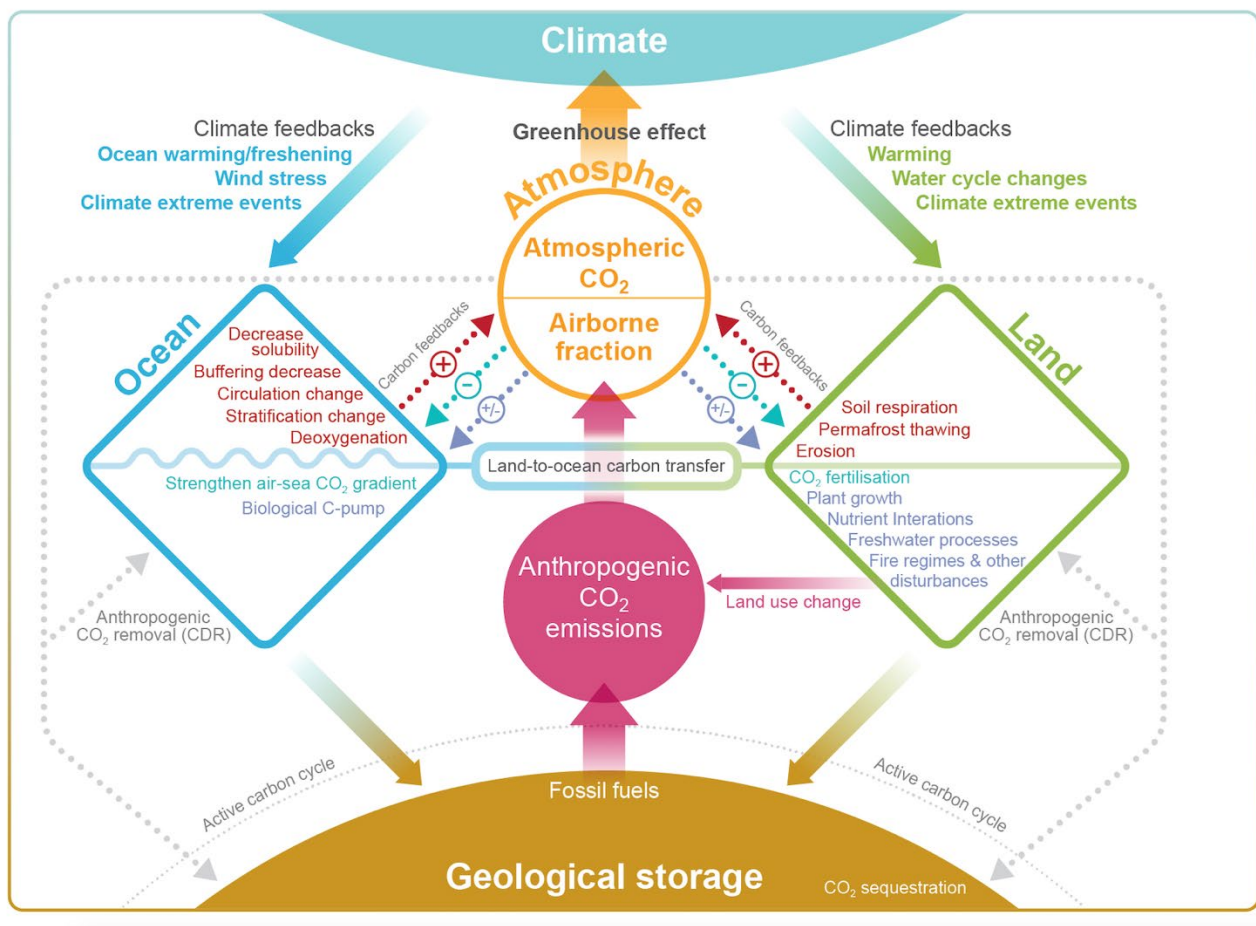 Climate
Greenhouse effect
Climate feedbacks
Ocean warming/freshening
Wind stress
Climate extreme events
Climate feedbacks
Warming
Water cycle changes
Climate extreme events
Atmosphere
Atmospheric
CO₂
Airborne
fraction
Ocean
Decrease
solubility
Buffering decrease
Circulation change
Stratification change
Deoxygenation
Strengthen air-sea CO₂ gradient
Biological C-pump
Carbon feedbacks
+
−
+/-
Carbon feedbacks
+
−
+/-
Land
Soil respiration
Permafrost thawing
Erosion
CO₂ fertilisation
Plant growth
Nutrient Interations
Freshwater processes
Fire regimes & other
disturbances
Land-to-ocean carbon transfer
Anthropogenic
CO₂
emissions
Land use change
Anthropogenic
CO₂ removal (CDR)
Anthropogenic
CO₂ removal (CDR)
Active carbon cycle
Active carbon cycle
Fossil fuels
Geological storage
CO₂ sequestration